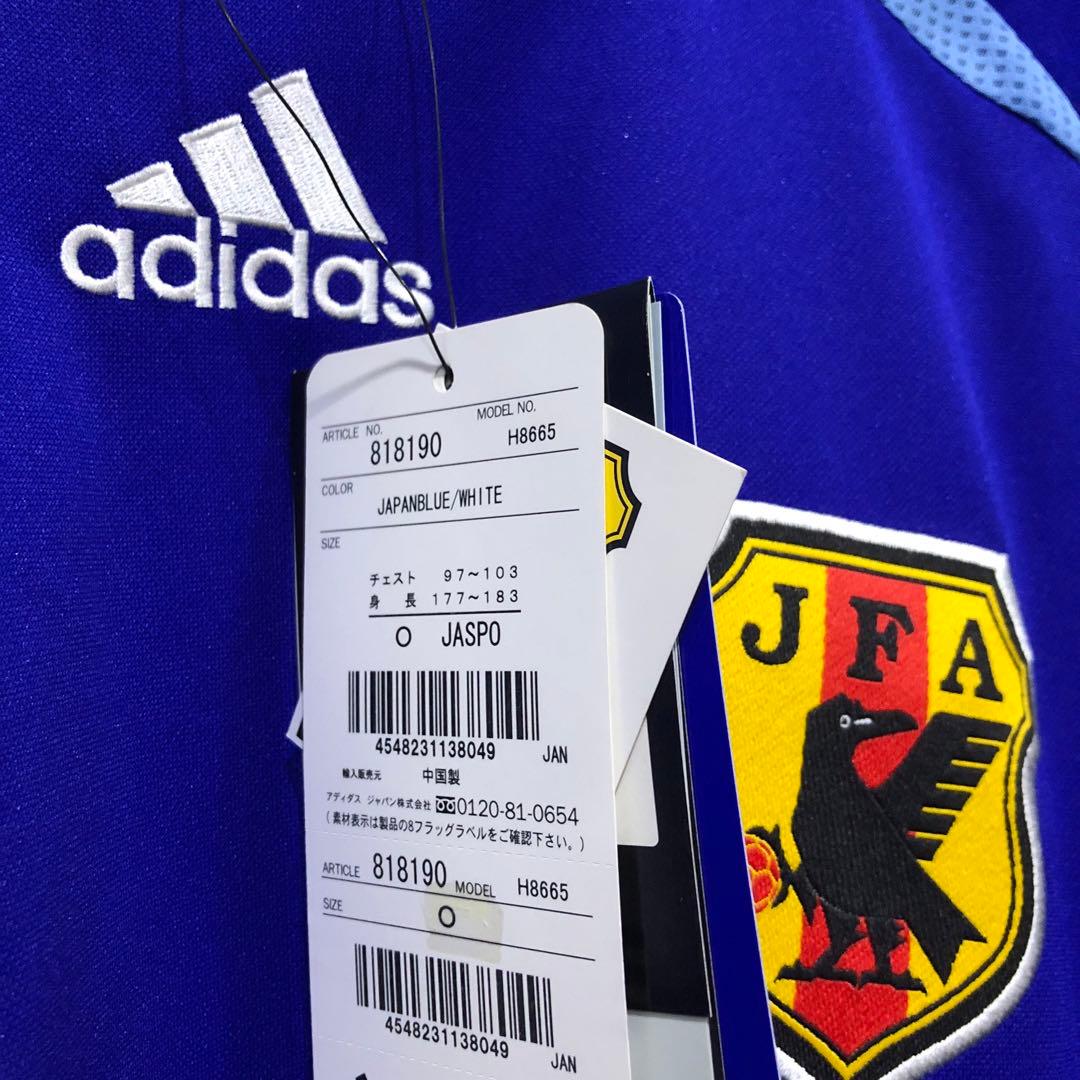 adidas
ARTICLE NO. 818190 MODEL NO. H8665
COLOR JAPANBLUE/WHITE
SIZE
チェスト 97～103
身 長 177～183
O JASPO
4548231138049 JAN
輸入販売元 中国製
アディダス ジャパン株式会社 0120-81-0654
(素材表示は製品の8フラッグラベルをご確認下さい。)
ARTICLE 818190 MODEL H8665
SIZE O
4548231138049 JAN
JFA